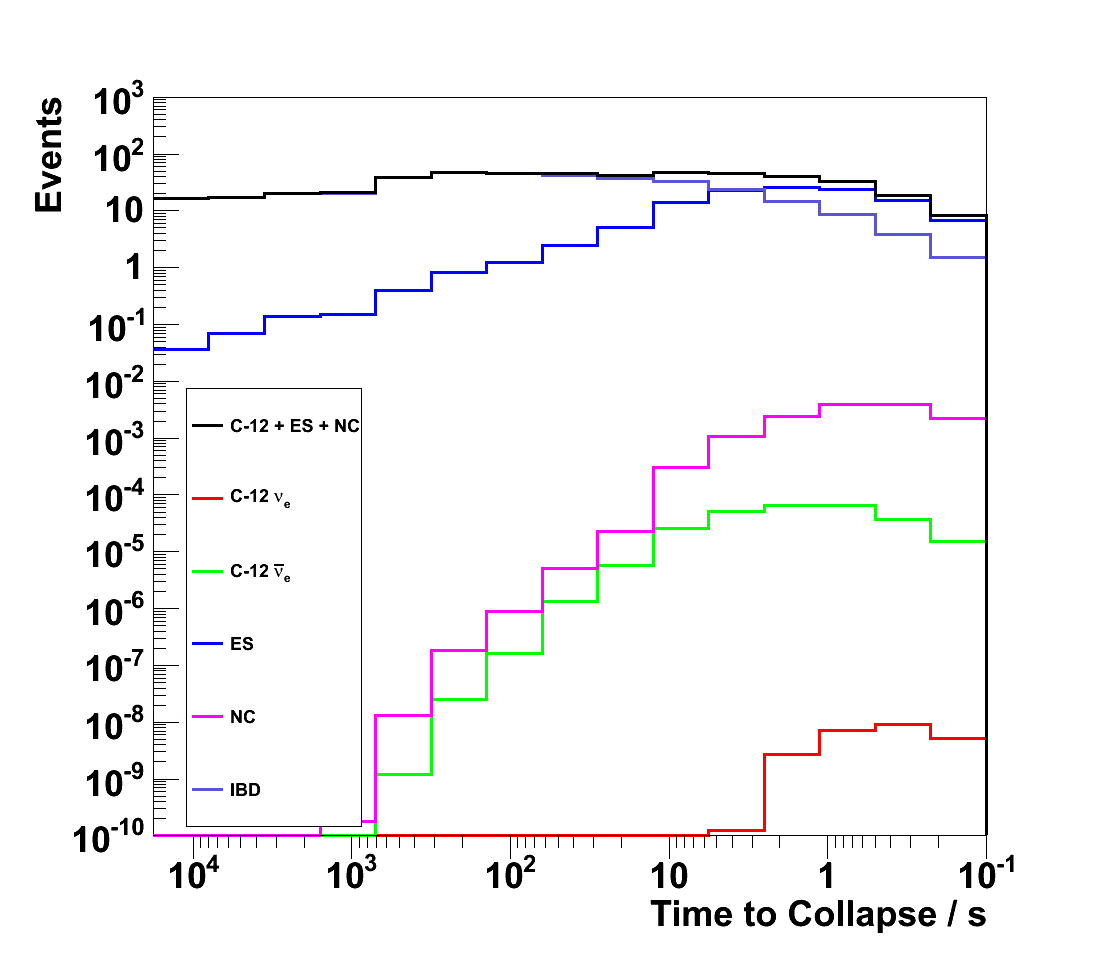 Events
10³
10²
10
1
10⁻¹
10⁻²
10⁻³
10⁻⁴
10⁻⁵
10⁻⁶
10⁻⁷
10⁻⁸
10⁻⁹
10⁻¹⁰
C-12 + ES + NC
C-12 νₑ
C-12 ν̅ₑ
ES
NC
IBD
10⁴ 10³ 10² 10 1 10⁻¹
Time to Collapse / s